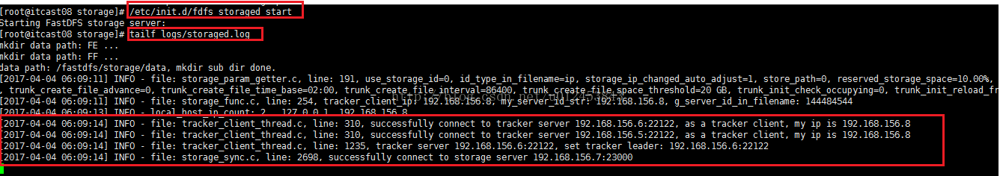 [root@itcast08 storage]# /etc/init.d/fdfs storaged start
Starting FastDFS storage server:
[root@itcast08 storage]# tailf logs/storaged.log
mkdir data path: FE ...
mkdir data path: FF ...
data path: /fastdfs/storage/data, mkdir sub dir done.
[2017-04-04 06:09:11] INFO - file: storage_param_getter.c, line: 191, use_storage_id=0, id_type_in_filename=ip, storage_ip_changed_auto_adjust=1, store_path=0, reserved_storage_space=10.00%,
, trunk_create_file_advance=0, trunk_create_file_time_base=02:00, trunk_create_file_interval=86400, trunk_create_file_space_threshold=20 GB, trunk_init_check_occupying=0, trunk_init_reload_fr
[2017-04-04 06:09:11] INFO - file: storage_func.c, line: 254, tracker_client_ip: 192.168.156.8, my_server_id_str: 192.168.156.8, g_server_id_in_filename: 144484544
[2017-04-04 06:09:13] INFO - local_host_ip_count: 2, 127.0.0.1 192.168.156.8
[2017-04-04 06:09:14] INFO - file: tracker_client_thread.c, line: 310, successfully connect to tracker server 192.168.156.6:22122, as a tracker client, my ip is 192.168.156.8
[2017-04-04 06:09:14] INFO - file: tracker_client_thread.c, line: 310, successfully connect to tracker server 192.168.156.5:22122, as a tracker client, my ip is 192.168.156.8
[2017-04-04 06:09:14] INFO - file: tracker_client_thread.c, line: 1235, tracker server 192.168.156.6:22122, set tracker leader: 192.168.156.6:22122
[2017-04-04 06:09:14] INFO - file: storage_sync.c, line: 2698, successfully connect to storage server 192.168.156.7:23000